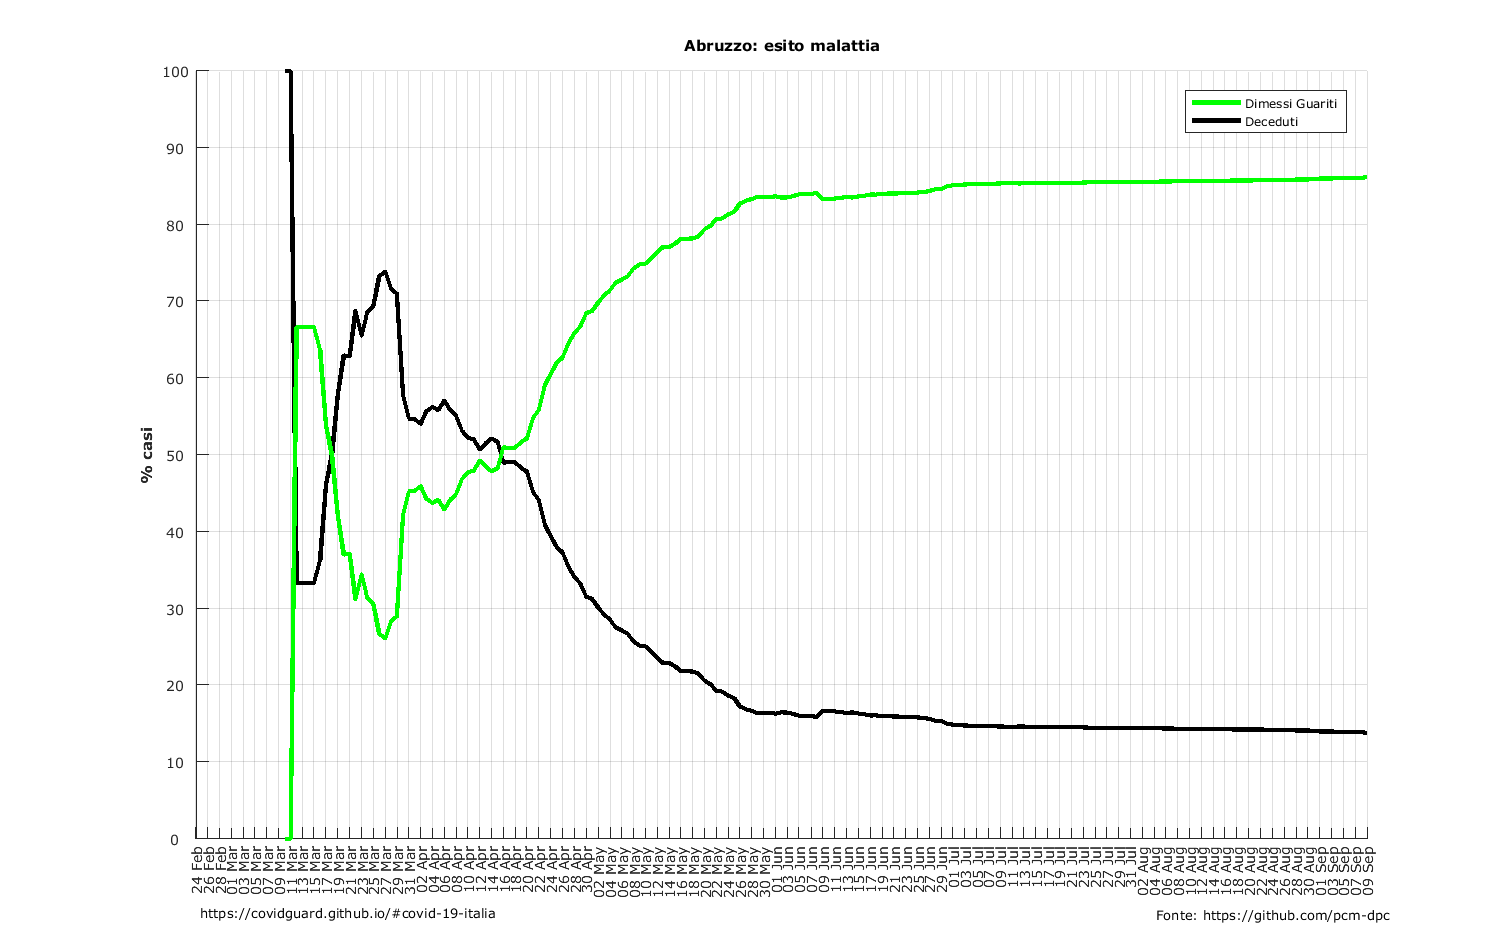 Abruzzo: esito malattia
100
90
80
70
60
50
40
30
20
10
0
% casi
Dimessi Guariti
Deceduti
24 Feb
26 Feb
28 Feb
01 Mar
03 Mar
05 Mar
07 Mar
09 Mar
11 Mar
13 Mar
15 Mar
17 Mar
19 Mar
21 Mar
23 Mar
25 Mar
27 Mar
29 Mar
31 Mar
02 Apr
04 Apr
06 Apr
08 Apr
10 Apr
12 Apr
14 Apr
16 Apr
18 Apr
20 Apr
22 Apr
24 Apr
26 Apr
28 Apr
30 Apr
02 May
04 May
06 May
08 May
10 May
12 May
14 May
16 May
18 May
20 May
22 May
24 May
26 May
28 May
30 May
01 Jun
03 Jun
05 Jun
07 Jun
09 Jun
11 Jun
13 Jun
15 Jun
17 Jun
19 Jun
21 Jun
23 Jun
25 Jun
27 Jun
29 Jun
01 Jul
03 Jul
05 Jul
07 Jul
09 Jul
11 Jul
13 Jul
15 Jul
17 Jul
19 Jul
21 Jul
23 Jul
25 Jul
27 Jul
29 Jul
31 Jul
02 Aug
04 Aug
06 Aug
08 Aug
10 Aug
12 Aug
14 Aug
16 Aug
18 Aug
20 Aug
22 Aug
24 Aug
26 Aug
28 Aug
30 Aug
01 Sep
03 Sep
05 Sep
07 Sep
09 Sep
https://covidguard.github.io/#covid-19-italia
Fonte: https://github.com/pcm-dpc